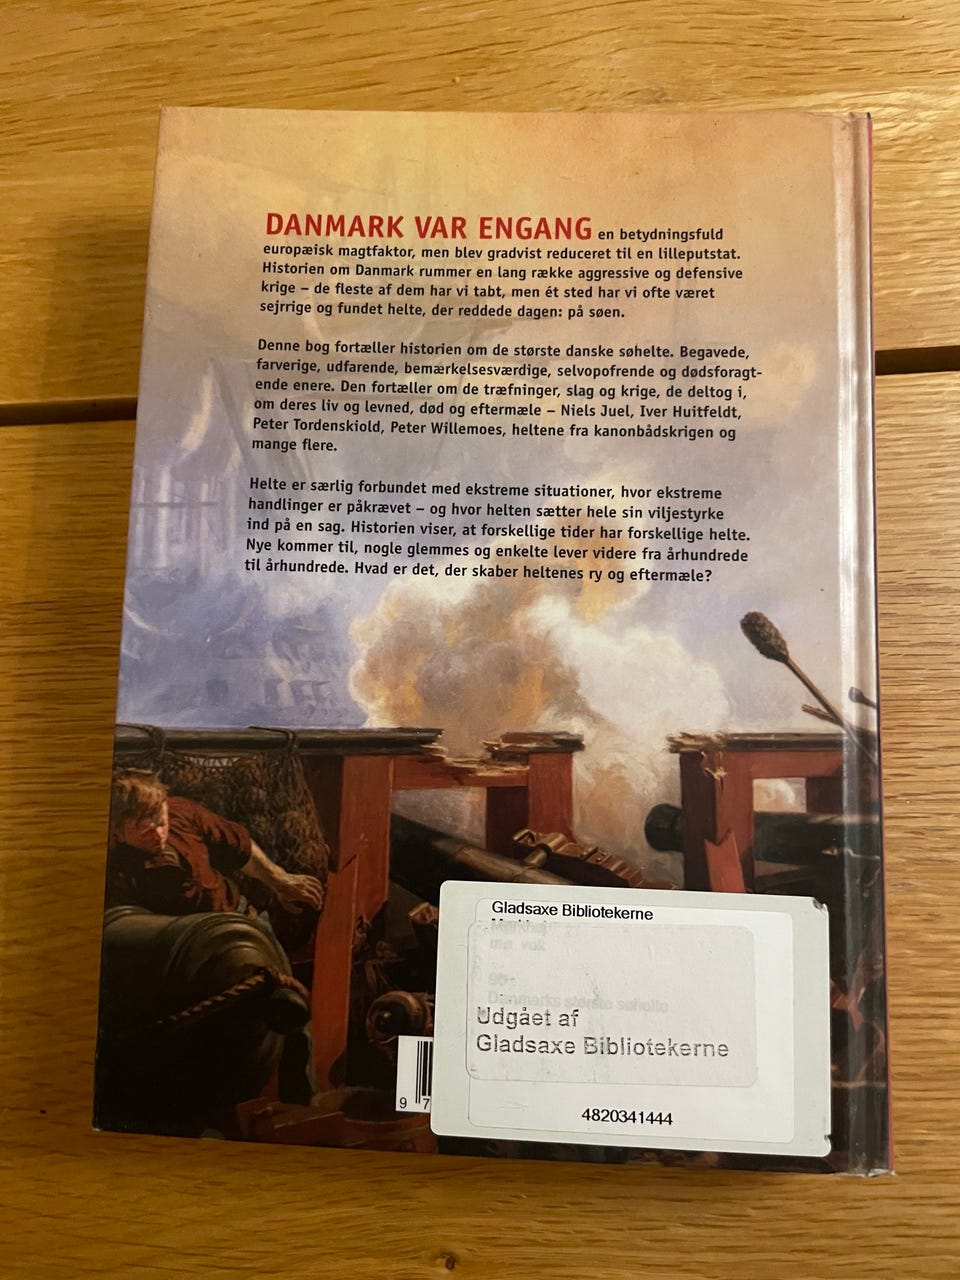 DANMARK VAR ENGANG en betydningsfuld
europæisk magtfaktor, men blev gradvist reduceret til en lilleputstat.
Historien om Danmark rummer en lang række aggressive og defensive
krige – de fleste af dem har vi tabt, men ét sted har vi ofte været
sejrrige og fundet helte, der reddede dagen: på søen.
Denne bog fortæller historien om de største danske søhelte. Begavede,
farverige, udfarende, bemærkelsesværdige, selvopofrende og dødsforagt-
ende enere. Den fortæller om de træfninger, slag og krige, de deltog i,
om deres liv og levned, død og eftermæle – Niels Juel, Iver Huitfeldt,
Peter Tordenskiold, Peter Willemoes, heltene fra kanonbådskrigen og
mange flere.
Helte er særlig forbundet med ekstreme situationer, hvor ekstreme
handlinger er påkrævet – og hvor helten sætter hele sin viljestyrke
ind på en sag. Historien viser, at forskellige tider har forskellige helte.
Nye kommer til, nogle glemmes og enkelte lever videre fra århundrede
til århundrede. Hvad er det, der skaber heltenes ry og eftermæle?
Gladsaxe Bibliotekerne
Udgået af
Gladsaxe Bibliotekerne
4820341444
9 7